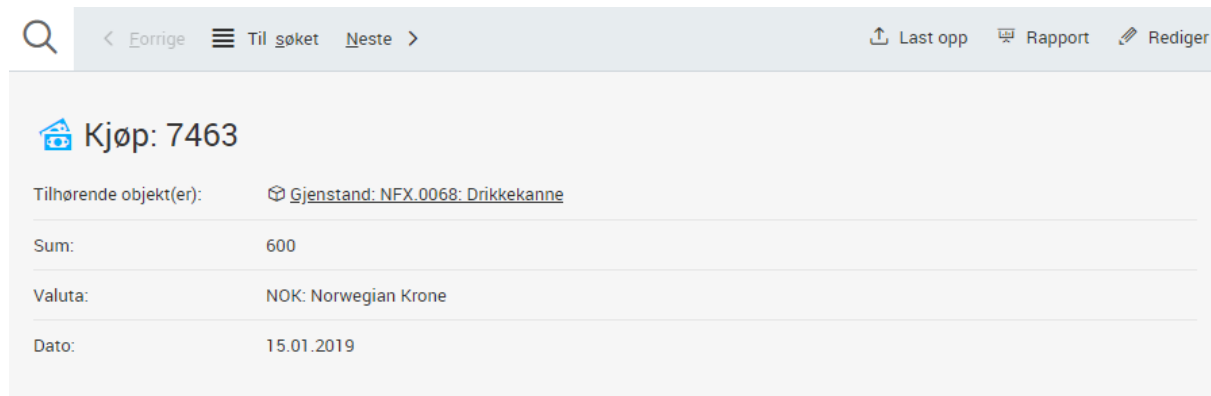 Forrige Til søket Neste Last opp Rapport Rediger
Kjøp: 7463
Tilhørende objekt(er): Gjenstand: NFX.0068: Drikkekanne
Sum: 600
Valuta: NOK: Norwegian Krone
Dato: 15.01.2019